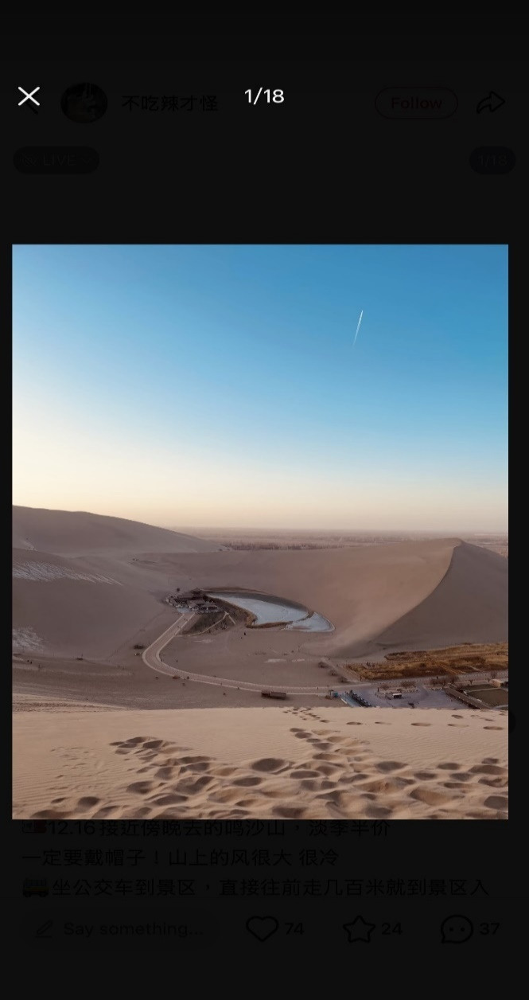 不吃辣才怪
1/18
Follow
LIVE
1/18
12.16接近傍晚去的鸣沙山，淡季半价
一定要戴帽子！山上的风很大 很冷
坐公交车到景区，直接往前走几百米就到景区入
Say something...
74
24
37